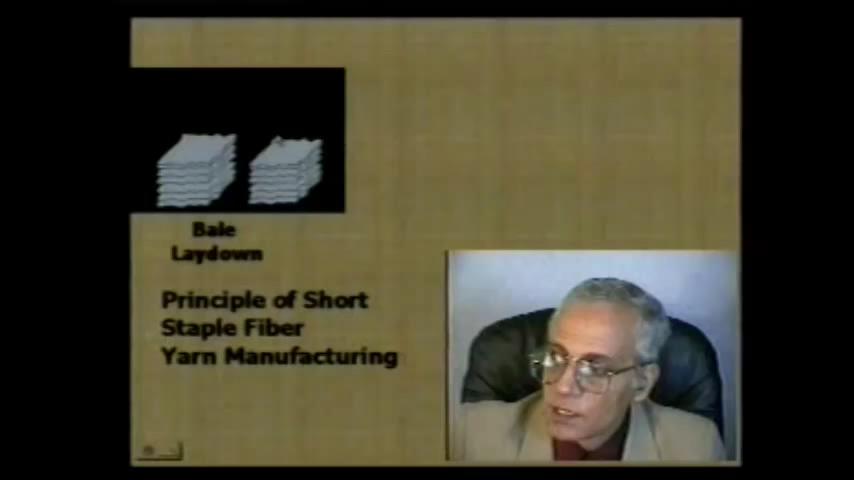 Bale
Laydown
Principle of Short
Staple Fiber
Yarn Manufacturing